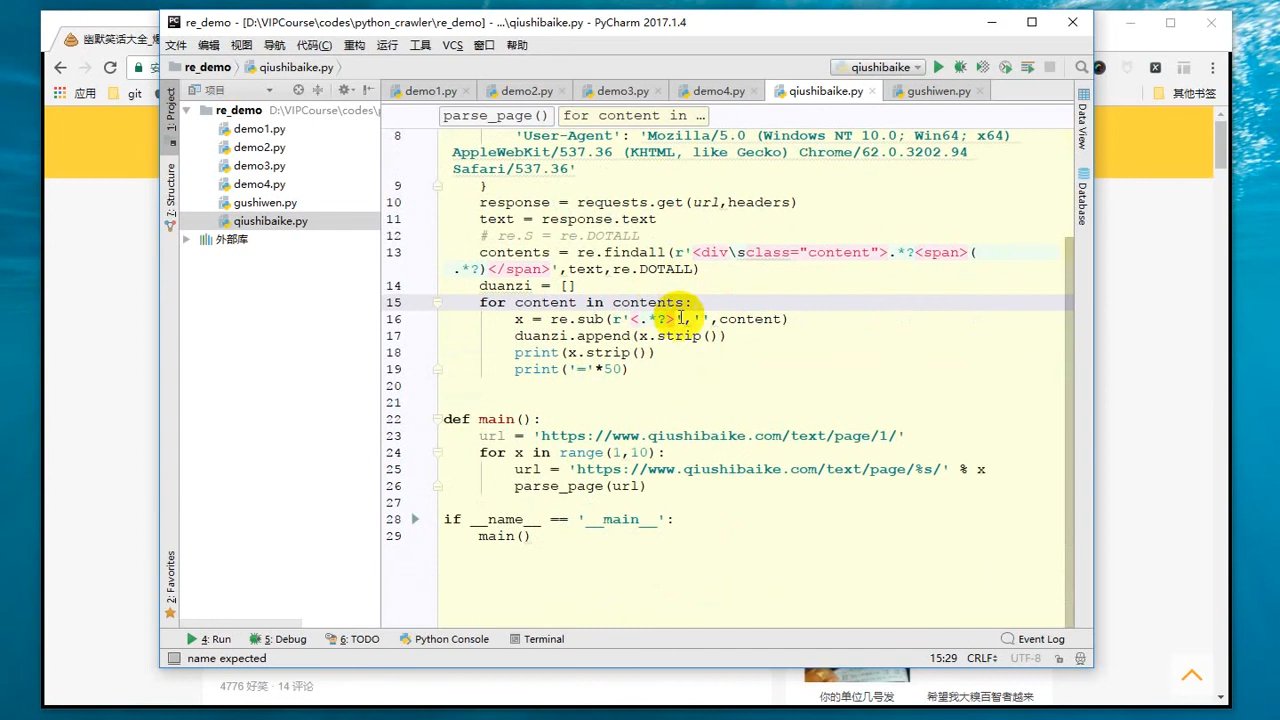 re_demo - [D:\VIPCourse\codes\python_crawler\re_demo] - ...\qiushibaike.py - PyCharm 2017.1.4
幽默笑话大全_
文件 编辑 视图 导航 代码(C) 重构 运行 工具 VCS 窗口 帮助
re_demo qiushibaike.py qiushibaike
应用 git 其他书签
项目 demo1.py demo2.py demo3.py demo4.py qiushibaike.py gushiwen.py
1: Project
7: Structure
2: Favorites
Data View
Database
re_demo D:\VIPCourse\codes\p
demo1.py
demo2.py
demo3.py
demo4.py
gushiwen.py
qiushibaike.py
外部库
parse_page() for content in ...
8 'User-Agent': 'Mozilla/5.0 (Windows NT 10.0; Win64; x64)
AppleWebKit/537.36 (KHTML, like Gecko) Chrome/62.0.3202.94
Safari/537.36'
9 }
10 response = requests.get(url,headers)
11 text = response.text
12 # re.S = re.DOTALL
13 contents = re.findall(r'<div\sclass="content">.*?<span>(
.*?)</span>',text,re.DOTALL)
14 duanzi = []
15 for content in contents:
16 x = re.sub(r'<.*?>','',content)
17 duanzi.append(x.strip())
18 print(x.strip())
19 print('='*50)
20
21
22 def main():
23 url = 'https://www.qiushibaike.com/text/page/1/'
24 for x in range(1,10):
25 url = 'https://www.qiushibaike.com/text/page/%s/' % x
26 parse_page(url)
27
28 if __name__ == '__main__':
29 main()
4: Run 5: Debug 6: TODO Python Console Terminal Event Log
name expected 15:29 CRLF UTF-8
4776 好笑 · 14 评论
你的单位几号发 希望我大糗百智者越来